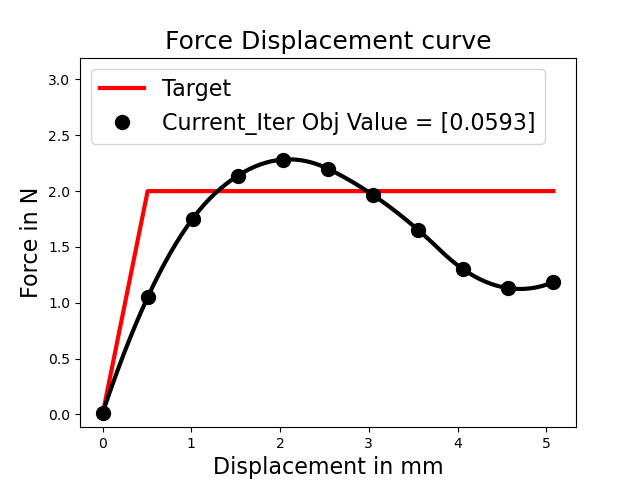 Force Displacement curve
Target
Current_Iter Obj Value = [0.0593]
3.0
2.5
2.0
1.5
1.0
0.5
0.0
Force in N
0 1 2 3 4 5
Displacement in mm